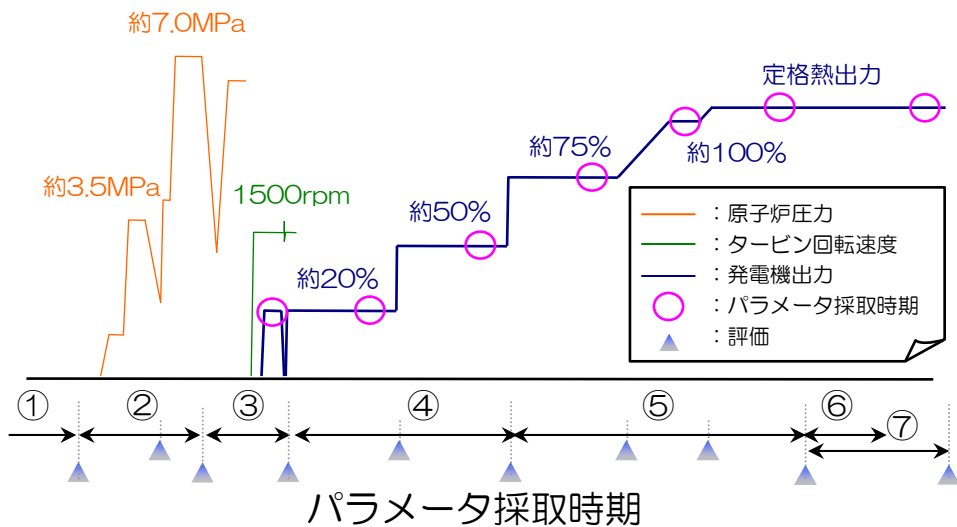 約7.0MPa
定格熱出力
約75%
約100%
約3.5MPa
1500rpm
約50%
約20%
：原子炉圧力
：タービン回転速度
：発電機出力
：パラメータ採取時期
：評価
① ② ③ ④ ⑤ ⑥ ⑦
パラメータ採取時期